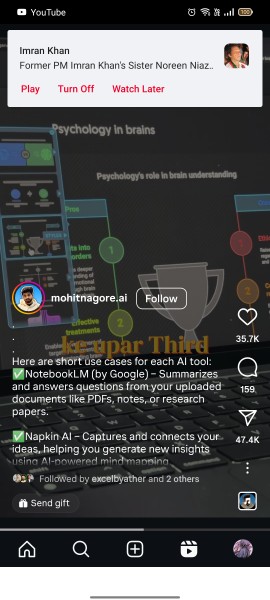 YouTube
100
Imran Khan
Former PM Imran Khan's Sister Noreen Niaz..
Play Turn Off Watch Later
Psychology in brains
Psychology's role in brain understanding
Pros
1
1
2
2
Effective
treatments
ke upar Third
mohitnagore.ai Follow
.
.
Here are short use cases for each AI tool:
✅NotebookLM (by Google) – Summarizes
and answers questions from your uploaded
documents like PDFs, notes, or research
papers.
✅Napkin AI – Captures and connects your
ideas, helping you generate new insights
using AI-powered mind mapping
Followed by excelbyather and 2 others
Send gift
35.7K
159
47.4K